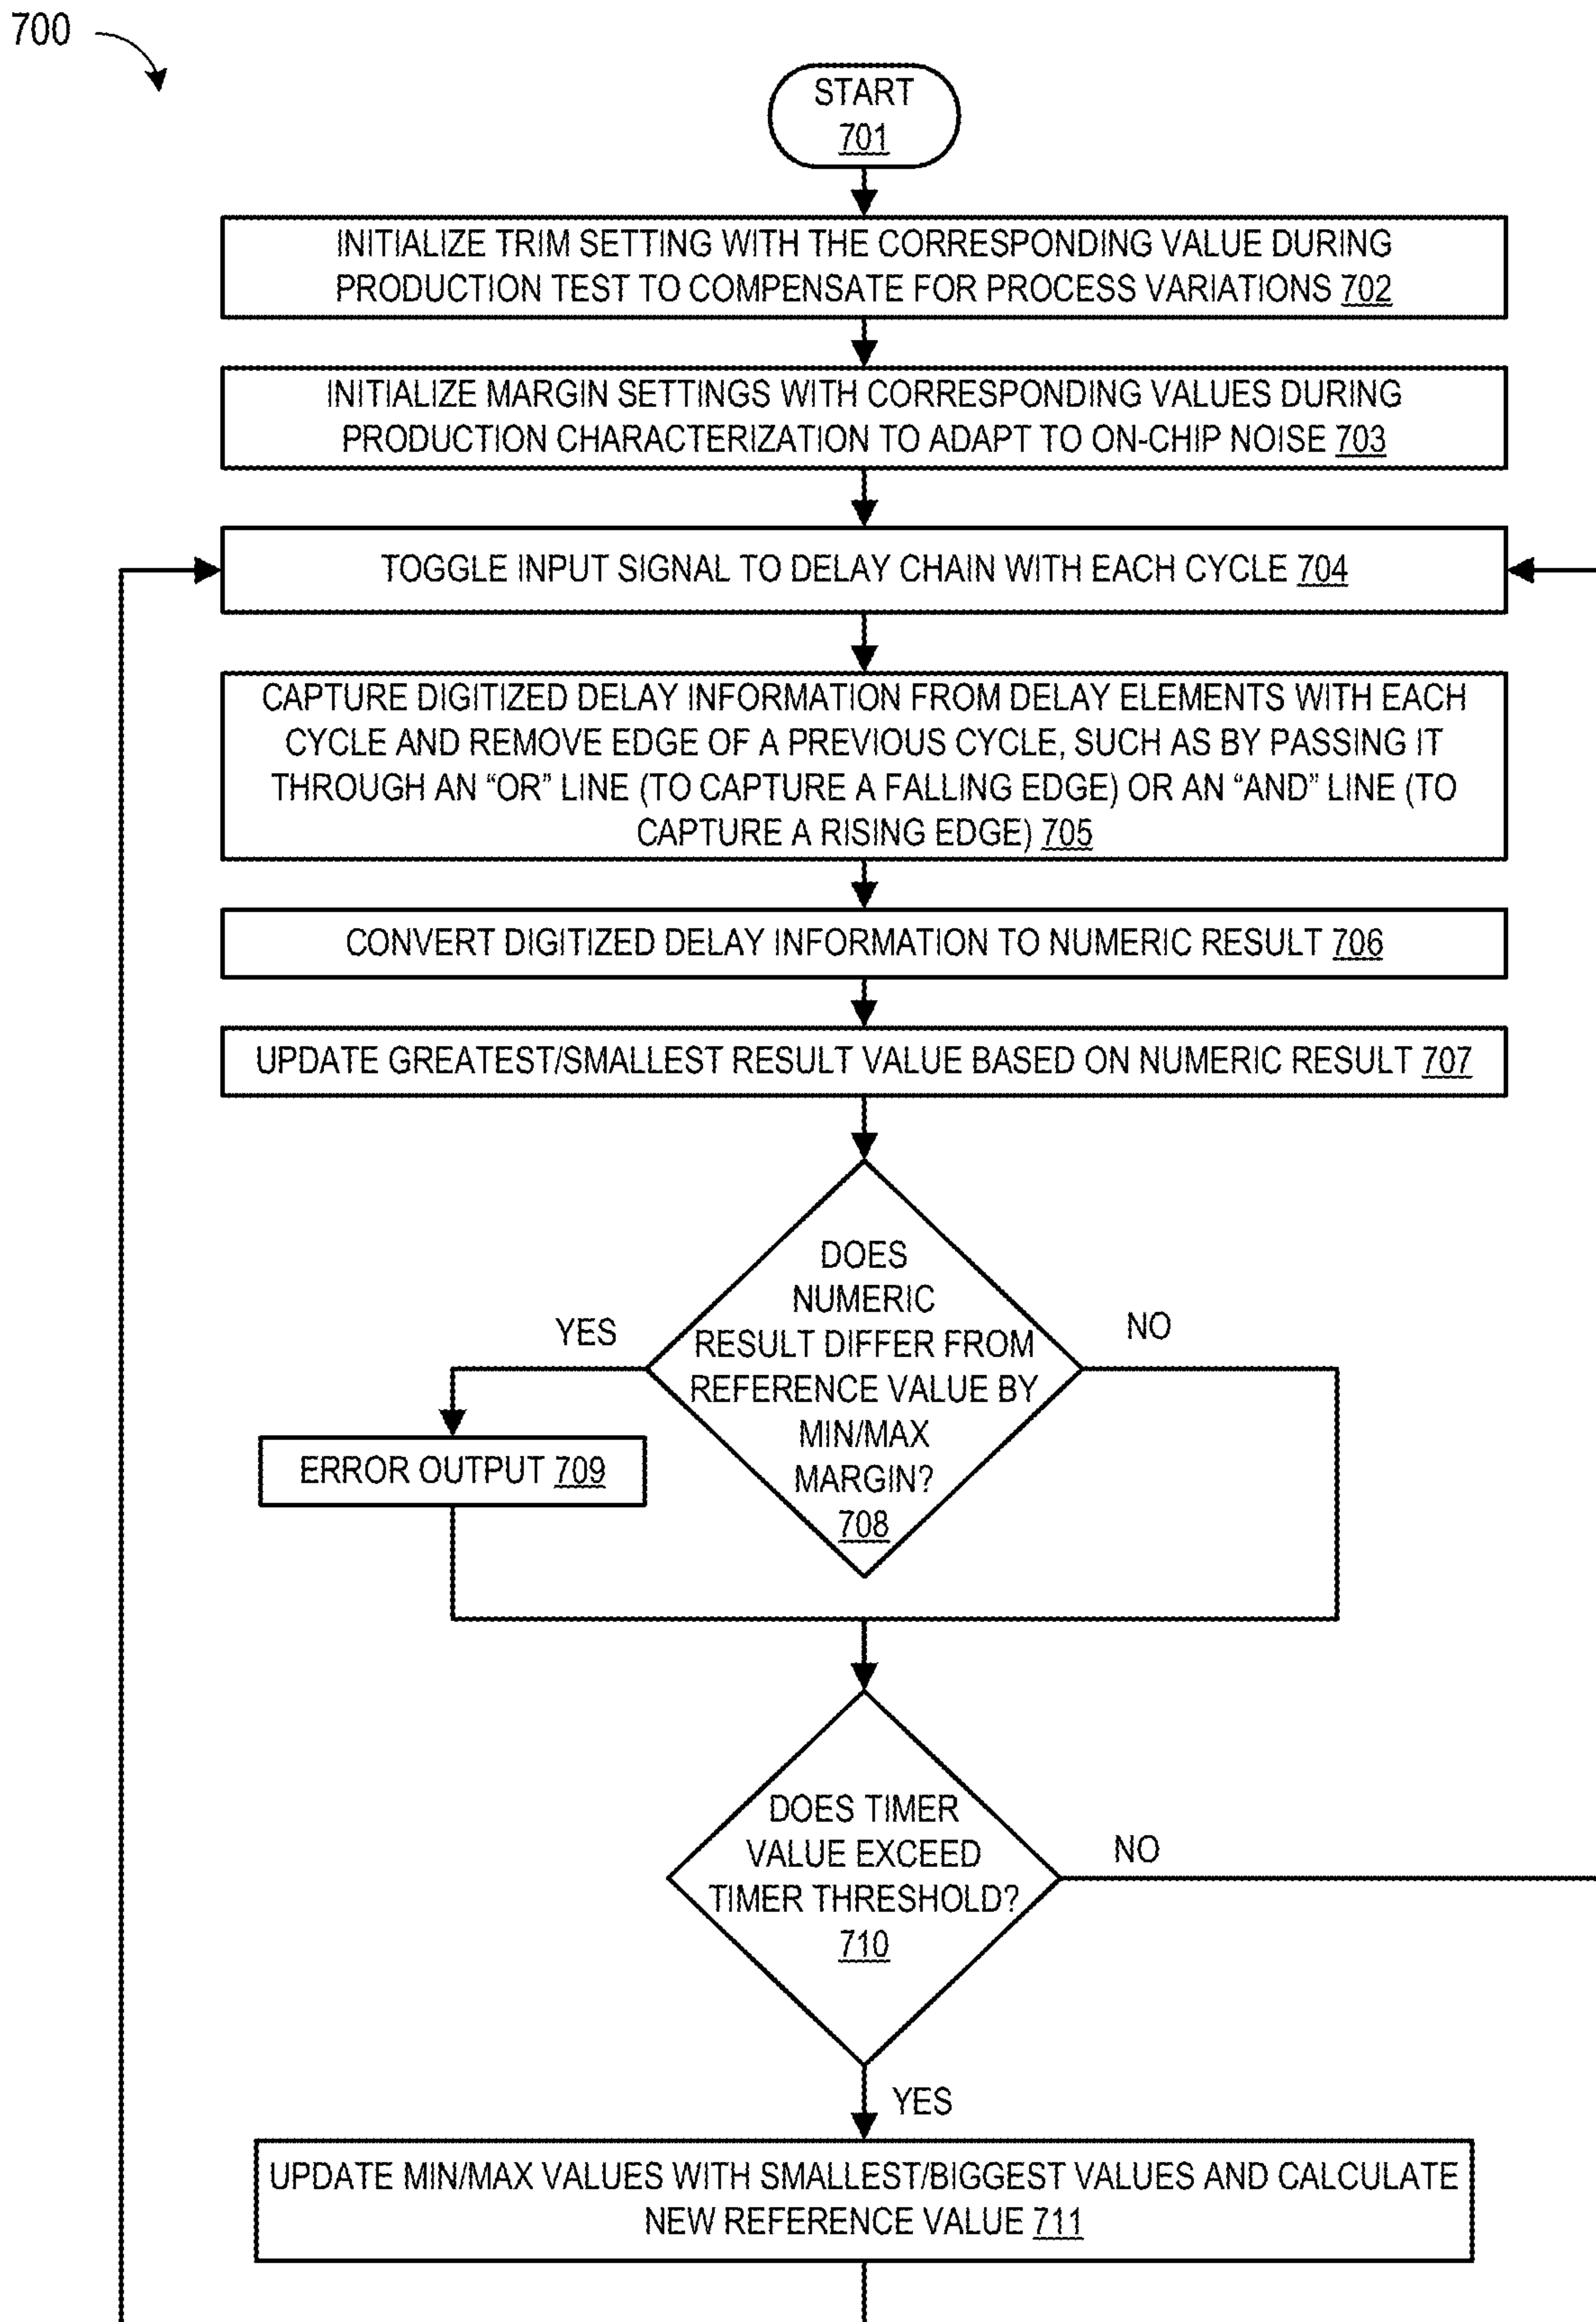 700
START
701
INITIALIZE TRIM SETTING WITH THE CORRESPONDING VALUE DURING
PRODUCTION TEST TO COMPENSATE FOR PROCESS VARIATIONS 702
INITIALIZE MARGIN SETTINGS WITH CORRESPONDING VALUES DURING
PRODUCTION CHARACTERIZATION TO ADAPT TO ON-CHIP NOISE 703
TOGGLE INPUT SIGNAL TO DELAY CHAIN WITH EACH CYCLE 704
CAPTURE DIGITIZED DELAY INFORMATION FROM DELAY ELEMENTS WITH EACH
CYCLE AND REMOVE EDGE OF A PREVIOUS CYCLE, SUCH AS BY PASSING IT
THROUGH AN “OR” LINE (TO CAPTURE A FALLING EDGE) OR AN “AND” LINE (TO
CAPTURE A RISING EDGE) 705
CONVERT DIGITIZED DELAY INFORMATION TO NUMERIC RESULT 706
UPDATE GREATEST/SMALLEST RESULT VALUE BASED ON NUMERIC RESULT 707
DOES
NUMERIC
RESULT DIFFER FROM
REFERENCE VALUE BY
MIN/MAX
MARGIN?
708
YES
NO
ERROR OUTPUT 709
DOES TIMER
VALUE EXCEED
TIMER THRESHOLD?
710
NO
YES
UPDATE MIN/MAX VALUES WITH SMALLEST/BIGGEST VALUES AND CALCULATE
NEW REFERENCE VALUE 711